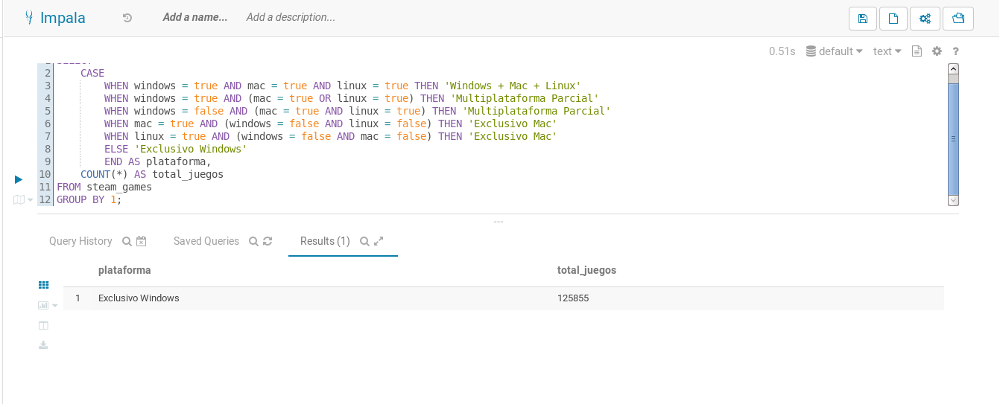 Impala
Add a name...
Add a description...
0.51s
default
text
?
2 CASE
3 WHEN windows = true AND mac = true AND linux = true THEN 'Windows + Mac + Linux'
4 WHEN windows = true AND (mac = true OR linux = true) THEN 'Multiplataforma Parcial'
5 WHEN windows = false AND (mac = true AND linux = true) THEN 'Multiplataforma Parcial'
6 WHEN mac = true AND (windows = false AND linux = false) THEN 'Exclusivo Mac'
7 WHEN linux = true AND (windows = false AND mac = false) THEN 'Exclusivo Mac'
8 ELSE 'Exclusivo Windows'
9 END AS plataforma,
10 COUNT(*) AS total_juegos
11 FROM steam_games
12 GROUP BY 1;
Query History
Saved Queries
Results (1)
plataforma total_juegos
1 Exclusivo Windows 125855